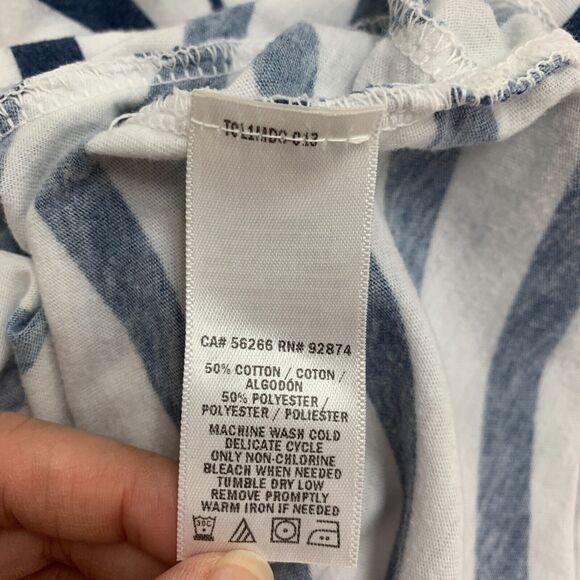 CA# 56266 RN# 92874
50% COTTON / COTON /
ALGODÓN
50% POLYESTER /
POLYESTER / POLIESTER
MACHINE WASH COLD
DELICATE CYCLE
ONLY NON-CHLORINE
BLEACH WHEN NEEDED
TUMBLE DRY LOW
REMOVE PROMPTLY
WARM IRON IF NEEDED
30C